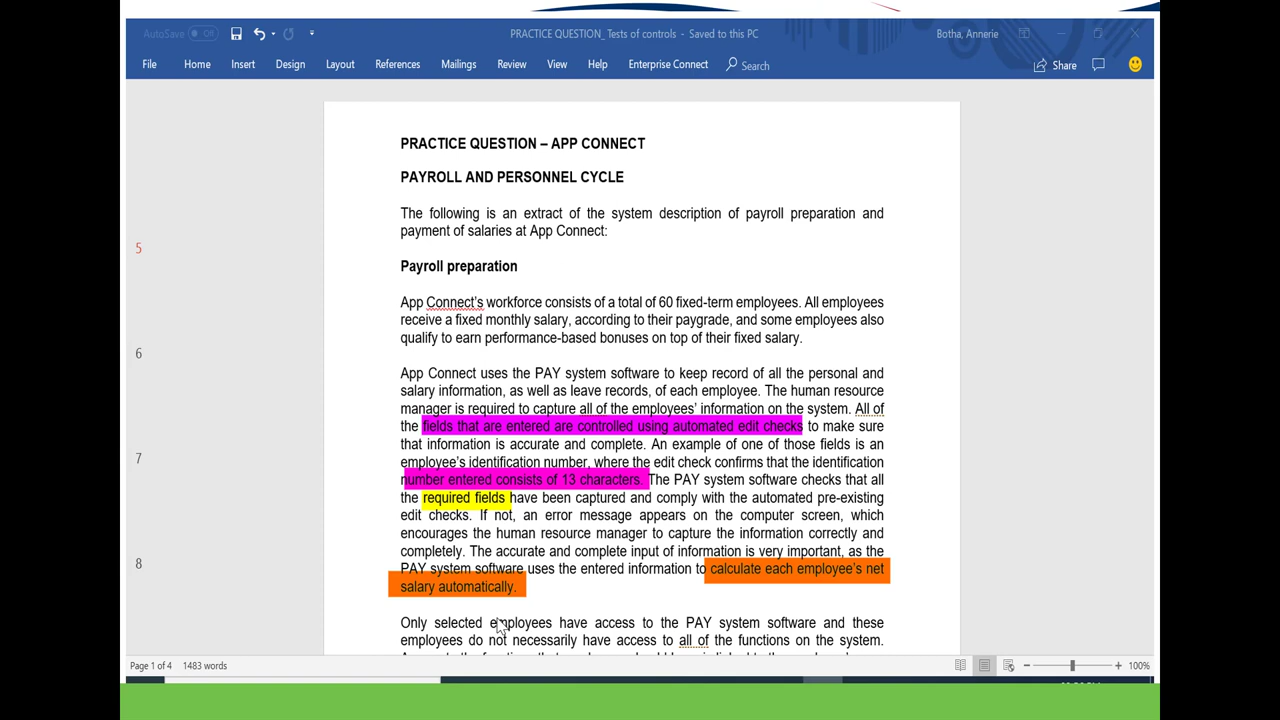 AutoSave Off
PRACTICE QUESTION_ Tests of controls - Saved to this PC
Botha, Annerie
File Home Insert Design Layout References Mailings Review View Help Enterprise Connect Search Share
PRACTICE QUESTION – APP CONNECT
PAYROLL AND PERSONNEL CYCLE
The following is an extract of the system description of payroll preparation and
payment of salaries at App Connect:
5
Payroll preparation
App Connect's workforce consists of a total of 60 fixed-term employees. All employees
receive a fixed monthly salary, according to their paygrade, and some employees also
qualify to earn performance-based bonuses on top of their fixed salary.
6
App Connect uses the PAY system software to keep record of all the personal and
salary information, as well as leave records, of each employee. The human resource
manager is required to capture all of the employees' information on the system. All of
the fields that are entered are controlled using automated edit checks to make sure
that information is accurate and complete. An example of one of those fields is an
employee's identification number, where the edit check confirms that the identification
7
number entered consists of 13 characters. The PAY system software checks that all
the required fields have been captured and comply with the automated pre-existing
edit checks. If not, an error message appears on the computer screen, which
encourages the human resource manager to capture the information correctly and
completely. The accurate and complete input of information is very important, as the
8
PAY system software uses the entered information to calculate each employee's net
salary automatically.
Only selected employees have access to the PAY system software and these
employees do not necessarily have access to all of the functions on the system.
Page 1 of 4 1483 words
100%